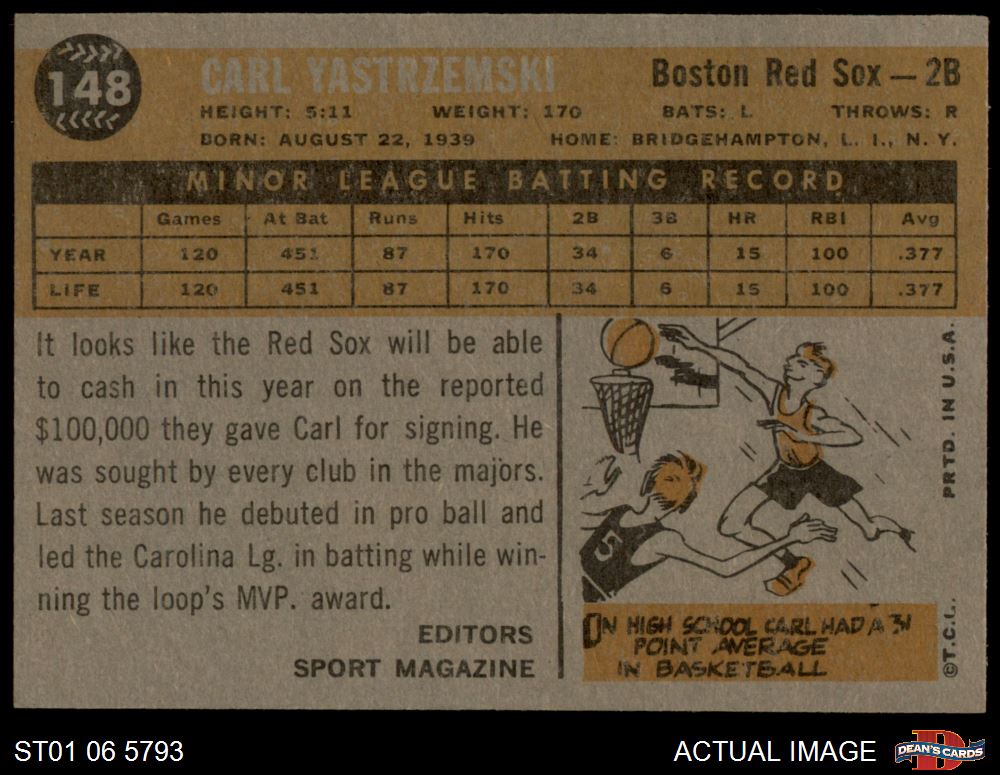 148
CARL YASTRZEMSKI
Boston Red Sox — 2B
HEIGHT: 5:11 WEIGHT: 170 BATS: L THROWS: R
BORN: AUGUST 22, 1939 HOME: BRIDGEHAMPTON, L. I., N. Y.
MINOR LEAGUE BATTING RECORD
Games At Bat Runs Hits 2B 3B HR RBI Avg
YEAR 120 451 87 170 34 6 15 100 .377
LIFE 120 451 87 170 34 6 15 100 .377
It looks like the Red Sox will be able
to cash in this year on the reported
$100,000 they gave Carl for signing. He
was sought by every club in the majors.
Last season he debuted in pro ball and
led the Carolina Lg. in batting while win-
ning the loop's MVP. award.
EDITORS
SPORT MAGAZINE
5
IN HIGH SCHOOL CARL HAD A 31
POINT AVERAGE
IN BASKETBALL
PRTD. IN U.S.A.
©T.C.G.
ST01 06 5793
ACTUAL IMAGE
D
DEAN'S CARDS